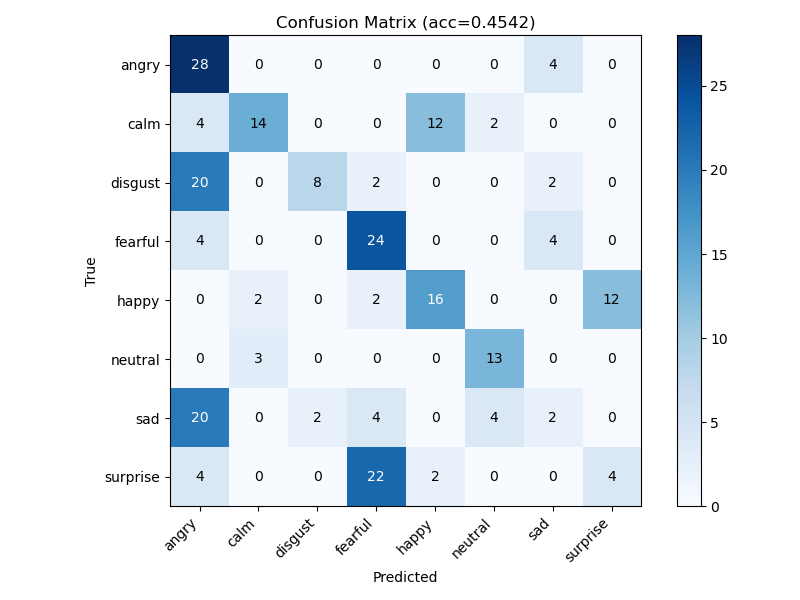 Confusion Matrix (acc=0.4542)
True
angry 28 0 0 0 0 0 4 0
calm 4 14 0 0 12 2 0 0
disgust 20 0 8 2 0 0 2 0
fearful 4 0 0 24 0 0 4 0
happy 0 2 0 2 16 0 0 12
neutral 0 3 0 0 0 13 0 0
sad 20 0 2 4 0 4 2 0
surprise 4 0 0 22 2 0 0 4
angry calm disgust fearful happy neutral sad surprise
Predicted
25
20
15
10
5
0